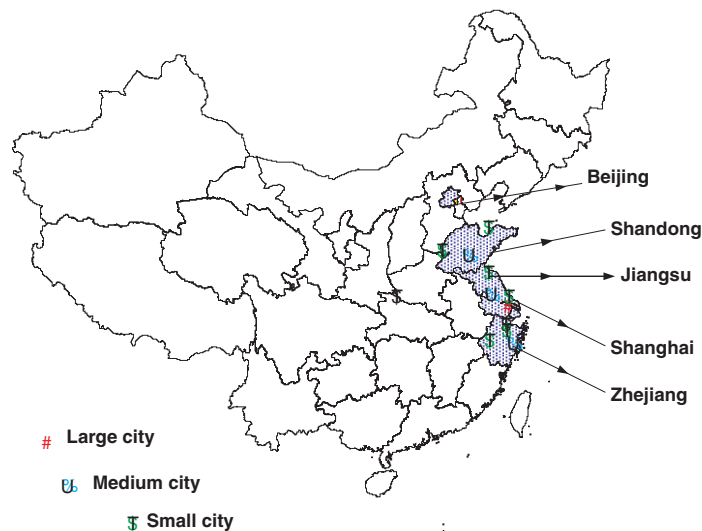 Beijing
Shandong
Jiangsu
Shanghai
Zhejiang
# Large city
Medium city
$ Small city